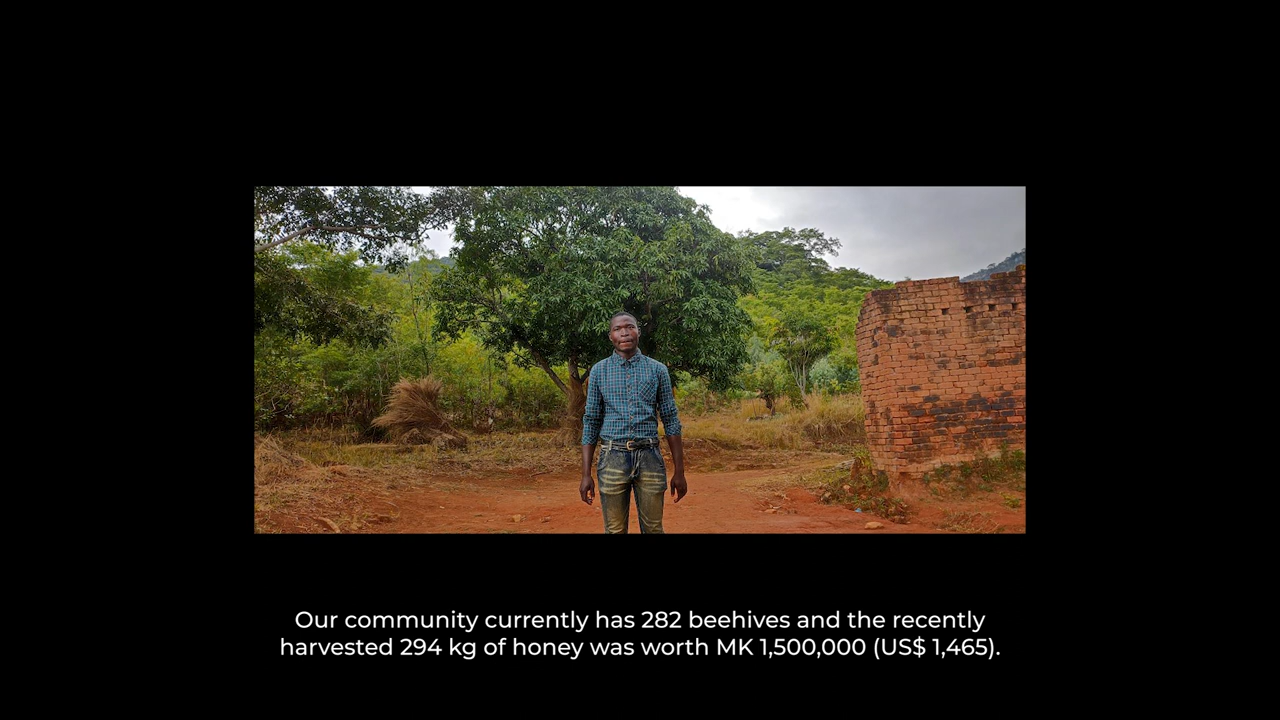 Our community currently has 282 beehives and the recently
harvested 294 kg of honey was worth MK 1,500,000 (US$ 1,465).